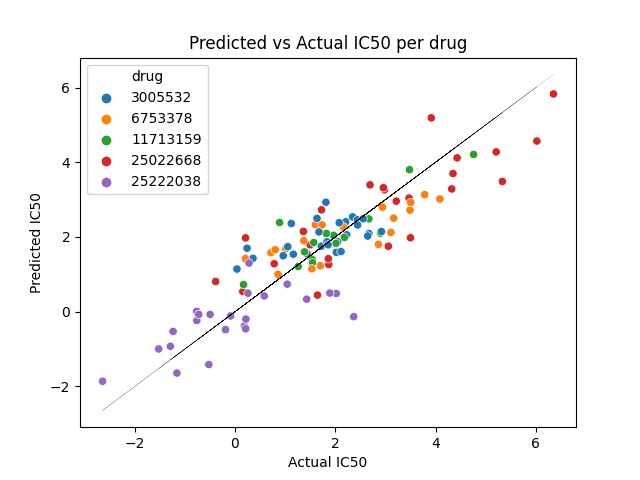 Predicted vs Actual IC50 per drug
drug
3005532
6753378
11713159
25022668
25222038
6
4
2
0
−2
Predicted IC50
−2 0 2 4 6
Actual IC50